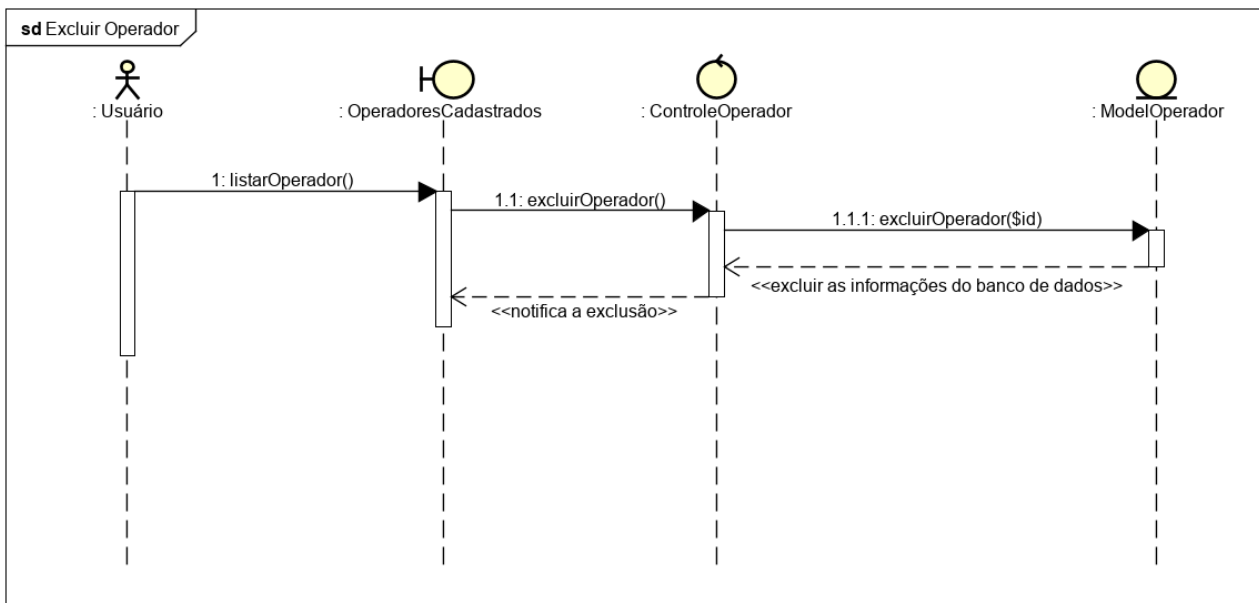 sd Excluir Operador
: Usuário
: OperadoresCadastrados
: ControleOperador
: ModelOperador
1: listarOperador()
1.1: excluirOperador()
1.1.1: excluirOperador($id)
<<excluir as informações do banco de dados>>
<<notifica a exclusão>>